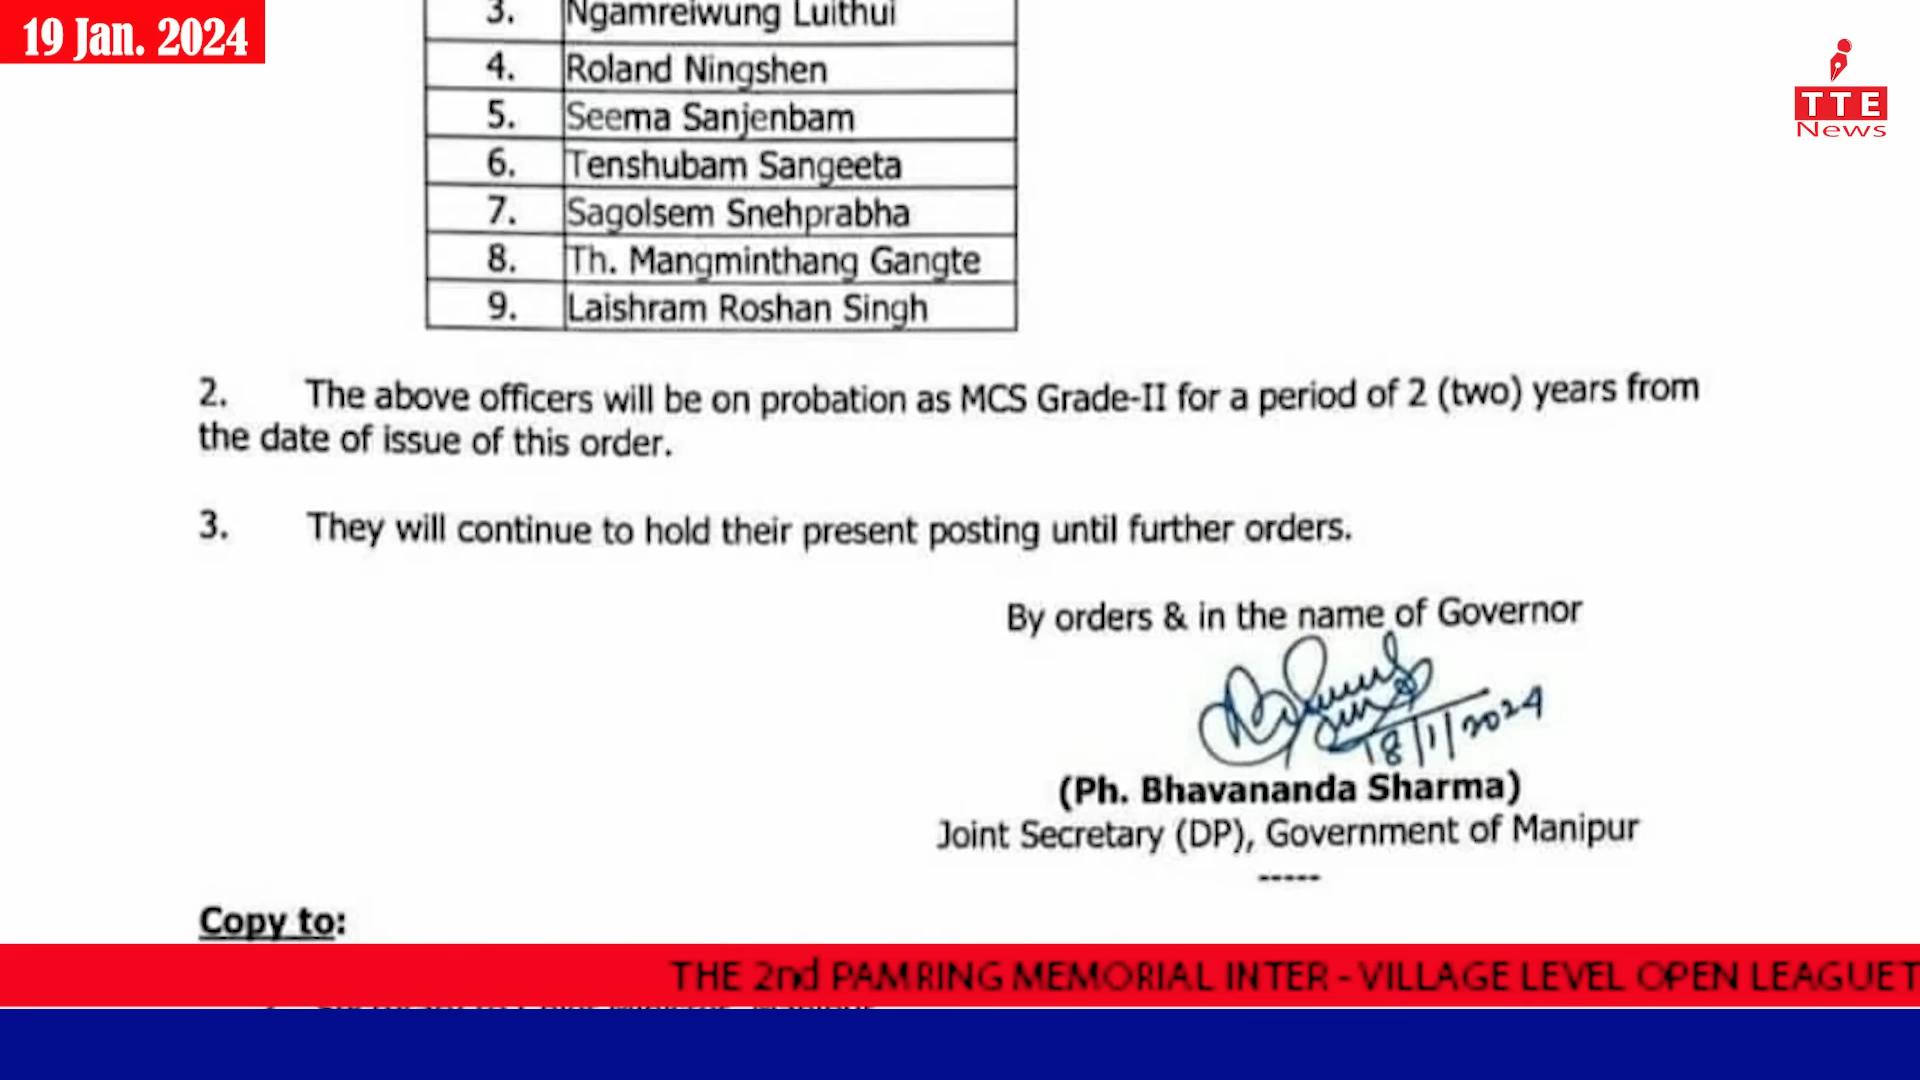 19 Jan. 2024
TTE
News
3. Ngamreiwung Luithui
4. Roland Ningshen
5. Seema Sanjenbam
6. Tenshubam Sangeeta
7. Sagolsem Snehprabha
8. Th. Mangminthang Gangte
9. Laishram Roshan Singh
2. The above officers will be on probation as MCS Grade-II for a period of 2 (two) years from
the date of issue of this order.
3. They will continue to hold their present posting until further orders.
By orders & in the name of Governor
18/1/2024
(Ph. Bhavananda Sharma)
Joint Secretary (DP), Government of Manipur
-----
Copy to:
THE 2nd PAMRING MEMORIAL INTER - VILLAGE LEVEL OPEN LEAGUE T